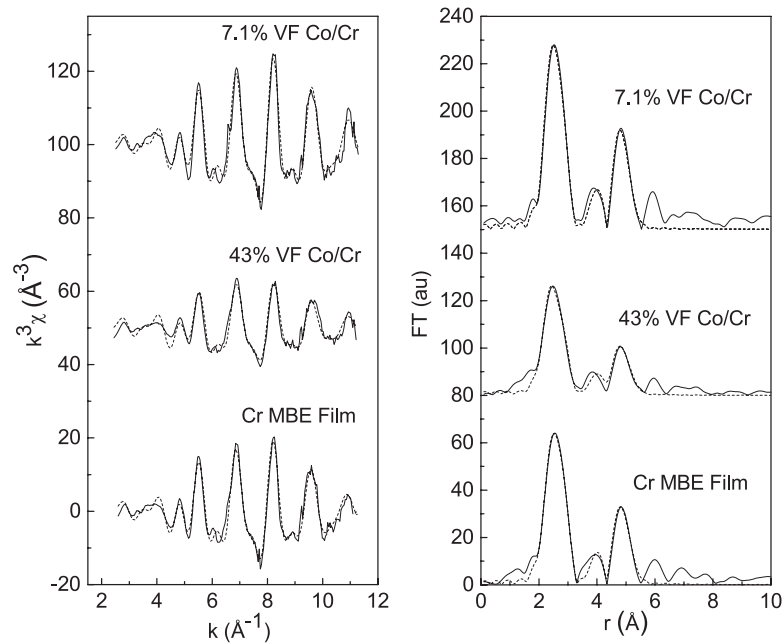 7.1% VF Co/Cr
43% VF Co/Cr
Cr MBE Film
120
100
80
60
40
20
0
-20
k³χ (Å⁻³)
2 4 6 8 10 12
k (Å⁻¹)
240
220
7.1% VF Co/Cr
190
170
150
140
120
43% VF Co/Cr
100
80
60
Cr MBE Film
40
20
0
FT (au)
0 2 4 6 8 10
r (Å)